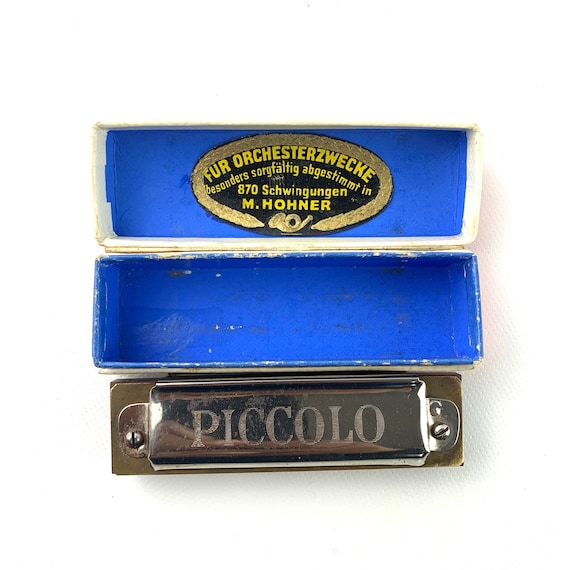 FÜR ORCHESTERZWECKE
besonders sorgfältig abgestimmt in
870 Schwingungen
M. HOHNER
PICCOLO
G